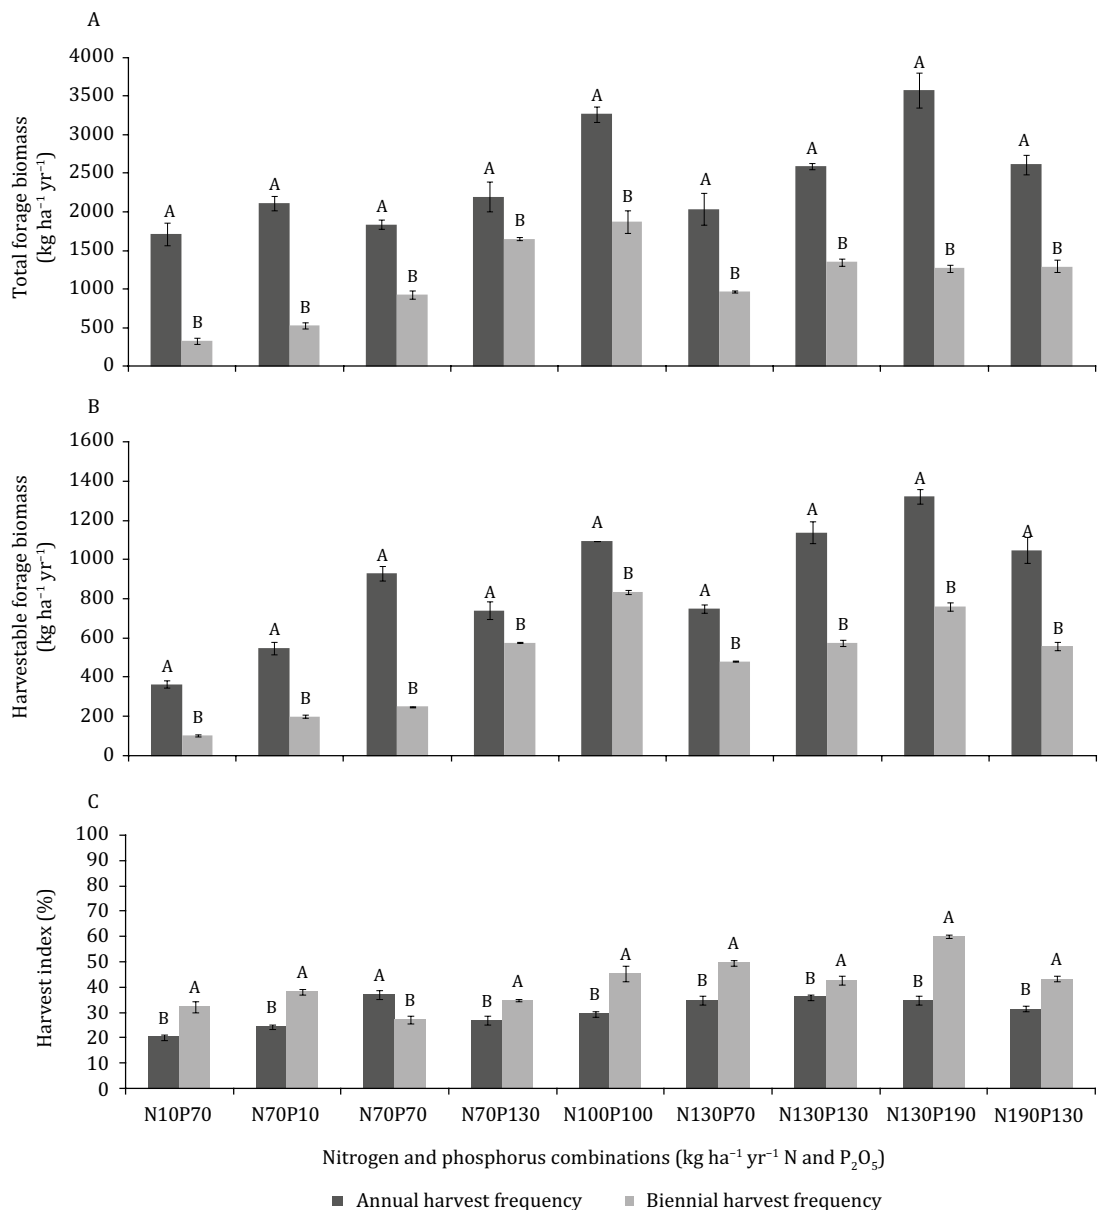 A
Total forage biomass
(kg ha⁻¹ yr⁻¹)
4000
3500
3000
2500
2000
1500
1000
500
0
A B A B A B A B A B A B A B A B A B
B
Harvestable forage biomass
(kg ha⁻¹ yr⁻¹)
1600
1400
1200
1000
800
600
400
200
0
A B A B A B A B A B A B A B A B A B
C
Harvest index (%)
100
90
80
70
60
50
40
30
20
10
0
B A B A A B B A B A B A B A B A B A
N10P70 N70P10 N70P70 N70P130 N100P100 N130P70 N130P130 N130P190 N190P130
Nitrogen and phosphorus combinations (kg ha⁻¹ yr⁻¹ N and P₂O₅)
Annual harvest frequency Biennial harvest frequency